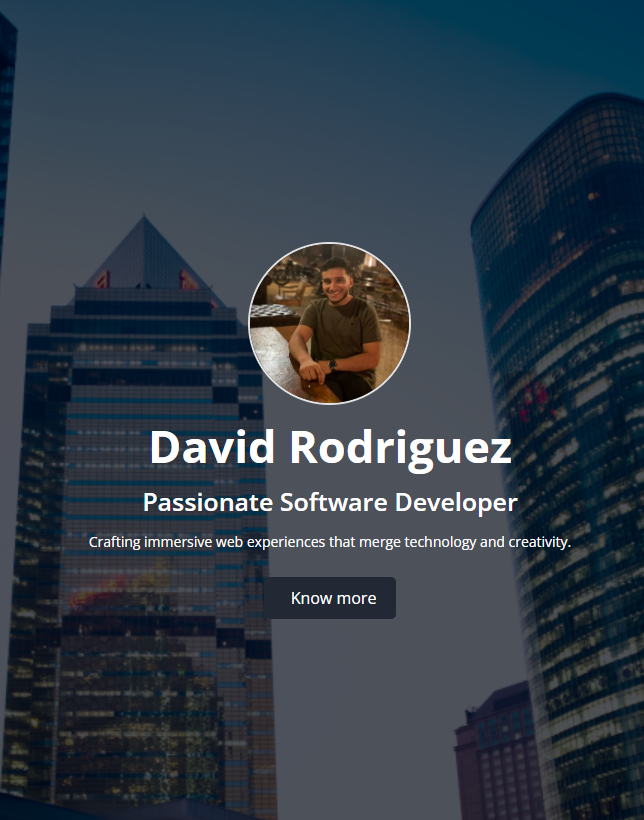 David Rodriguez
Passionate Software Developer
Crafting immersive web experiences that merge technology and creativity.
Know more